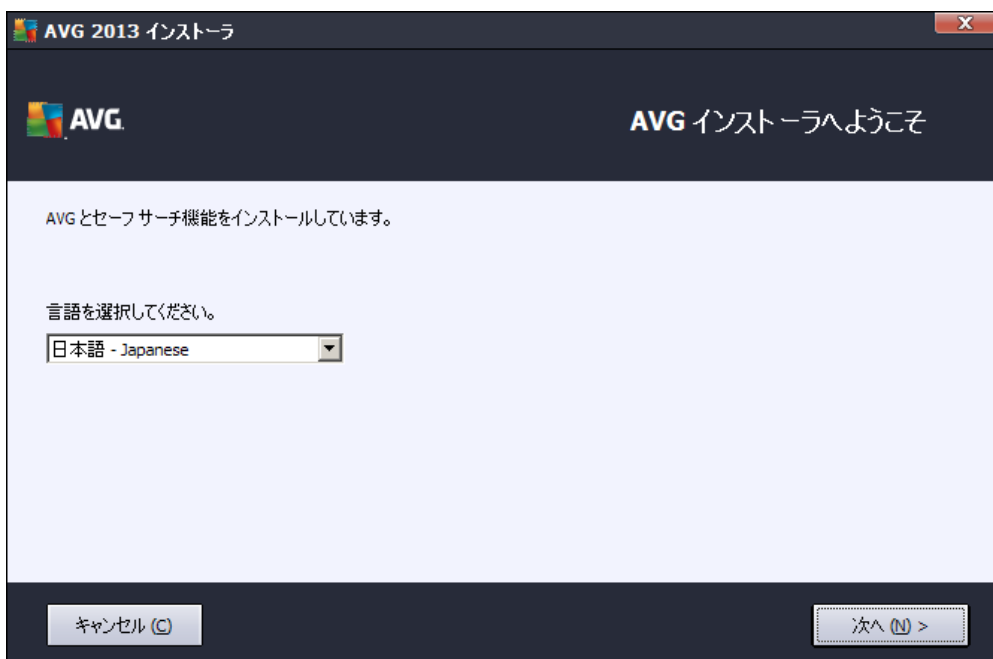 AVG 2013 インストーラ
AVG.
AVG インストーラへようこそ
AVG とセーフ サーチ機能をインストールしています。
言語を選択してください。
日本語 - Japanese
キャンセル (C)
次へ (N) >